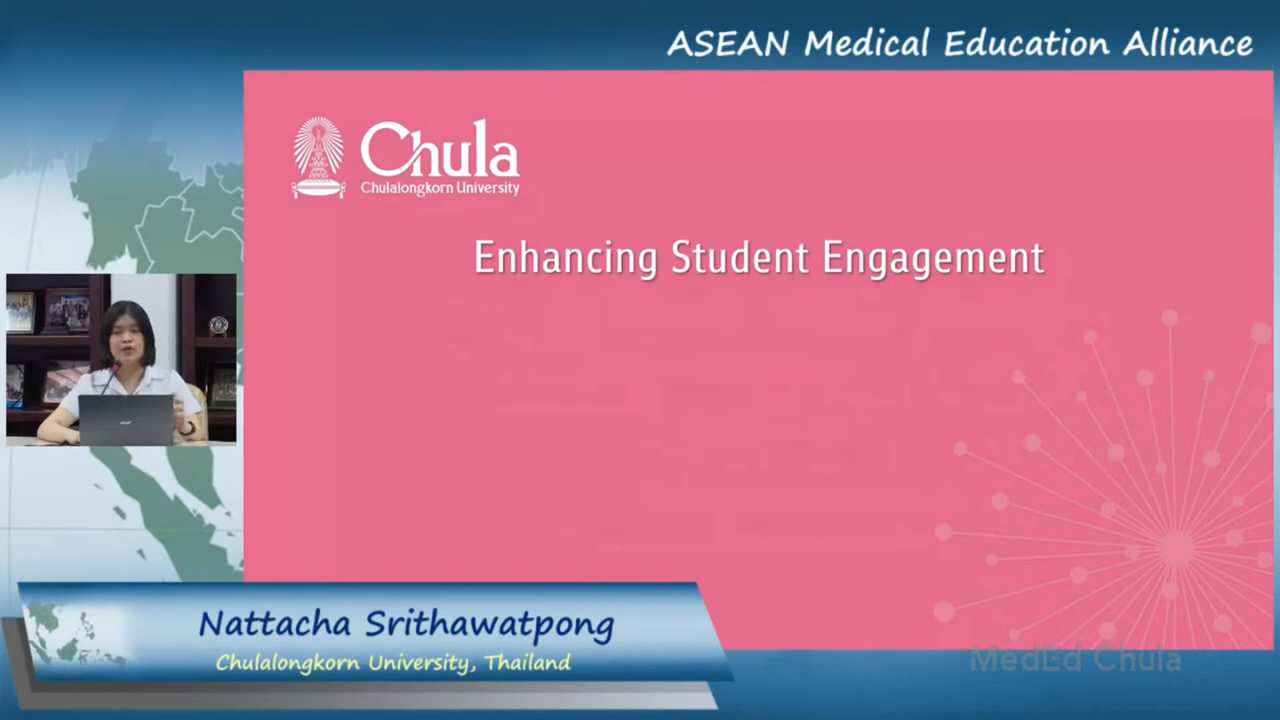 ASEAN Medical Education Alliance
Chula
Chulalongkorn University
Enhancing Student Engagement
Nattacha Srithawatpong
Chulalongkorn University, Thailand
MedEd Chula